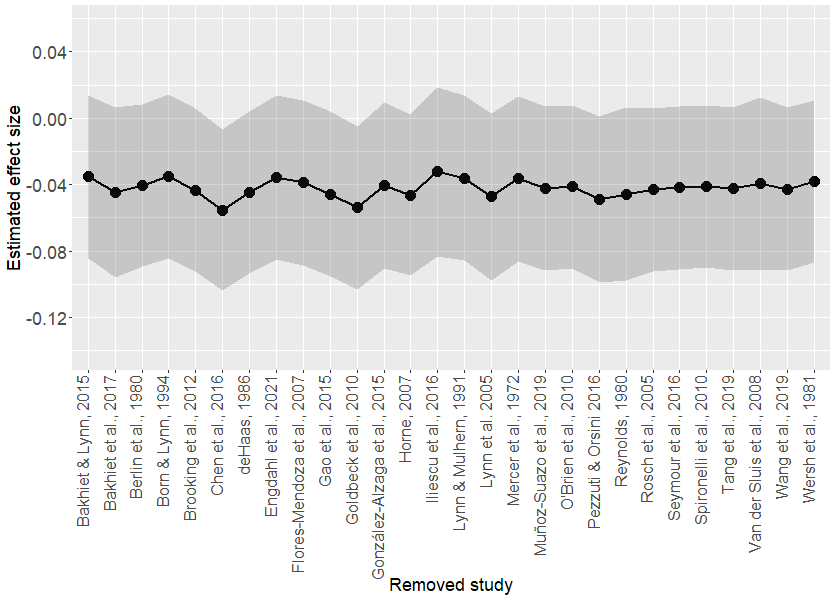 Estimated effect size
0.04
0.00
-0.04
-0.08
-0.12
Bakhiet & Lynn, 2015
Bakhiet et al., 2017
Berlin et al., 1980
Born & Lynn, 1994
Brooking et al., 2012
Chen et al., 2016
deHaas, 1986
Engdahl et al., 2021
Flores-Mendoza et al., 2007
Gao et al., 2015
Goldbeck et al., 2010
González-Alzaga et al., 2015
Horne, 2007
Illiescu et al., 2016
Lynn & Mulhern, 1991
Lynn et al. 2005
Mercer et al., 1972
Muñoz-Suazo et al., 2019
O'Brien et al., 2010
Pezzuti & Orsini 2016
Reynolds, 1980
Rosch et al., 2005
Seymour et al., 2016
Spironelli et al., 2010
Tang et al., 2019
Van der Sluis et al., 2008
Wang et al., 2019
Wersh et al., 1981
Removed study